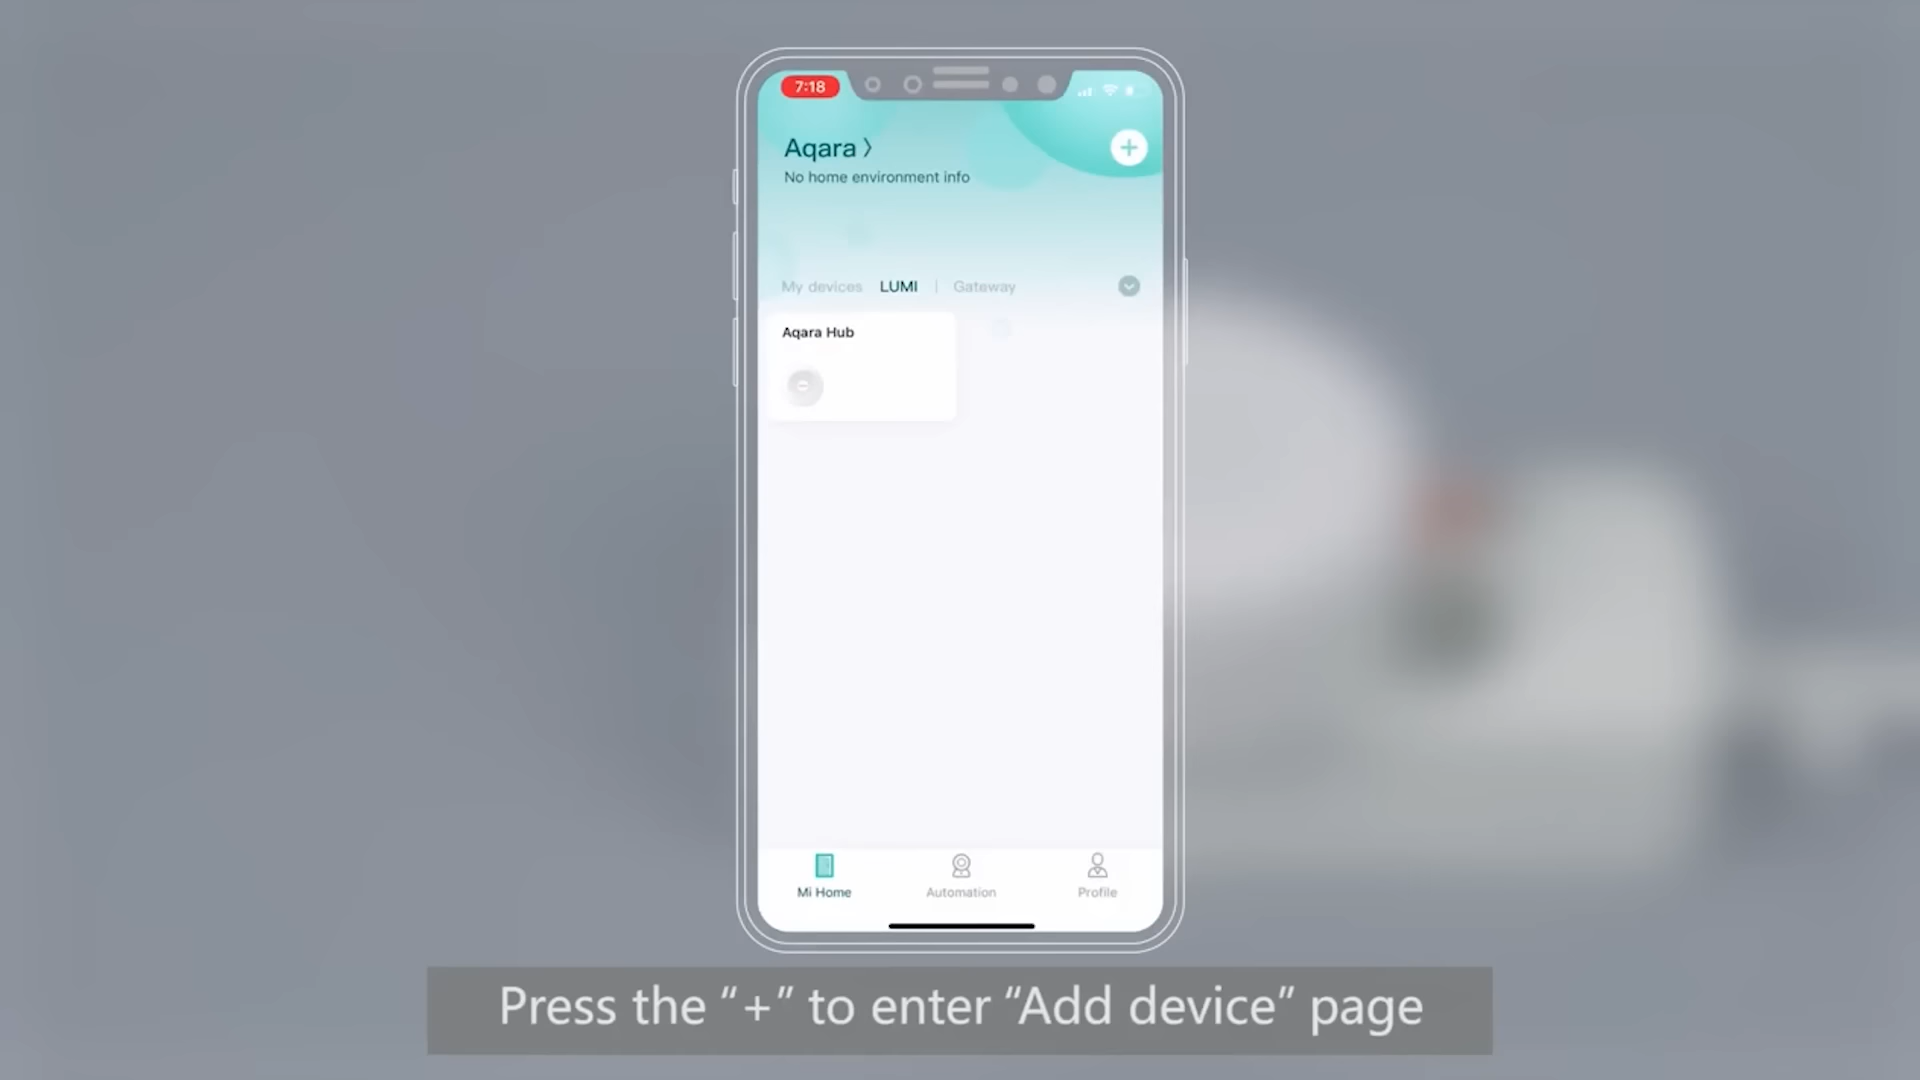 7:18
Aqara 〉
No home environment info
My devices LUMI | Gateway
Aqara Hub
Mi Home Automation Profile
Press the “+” to enter “Add device” page